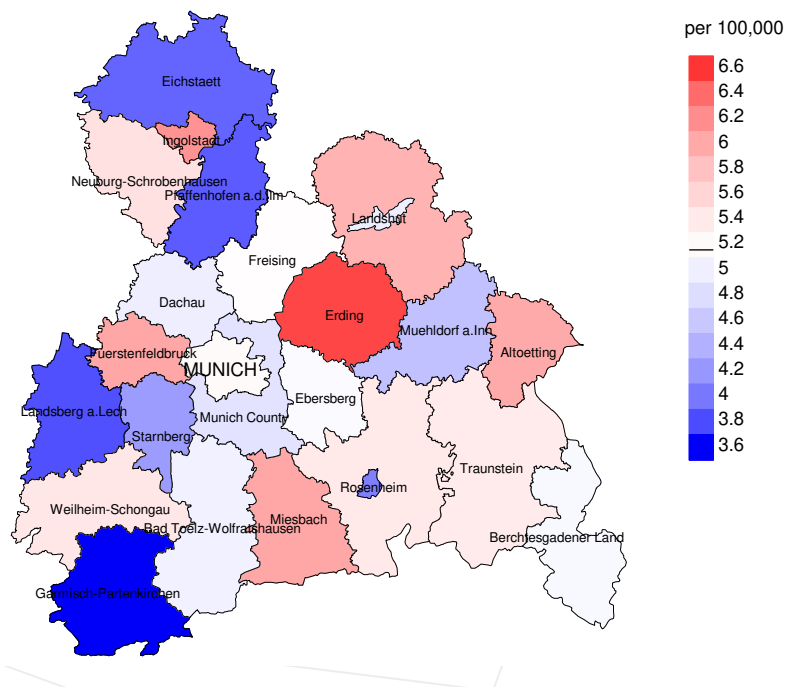 per 100,000
6.6
6.4
6.2
6
5.8
5.6
5.4
5.2
5
4.8
4.6
4.4
4.2
4
3.8
3.6
Eichstaett
Ingolstadt
Neuburg-Schrobenhausen
Pfaffenhofen a.d.Ilm
Landshut
Freising
Dachau
Erding
Muehldorf a.Inn
Fuerstenfeldbruck
Altoetting
MUNICH
Ebersberg
Landsberg a.Lech
Munich County
Starnberg
Traunstein
Rosenheim
Weilheim-Schongau
Miesbach
Bad Toelz-Wolfratshausen
Berchtesgadener Land
Garmisch-Partenkirchen